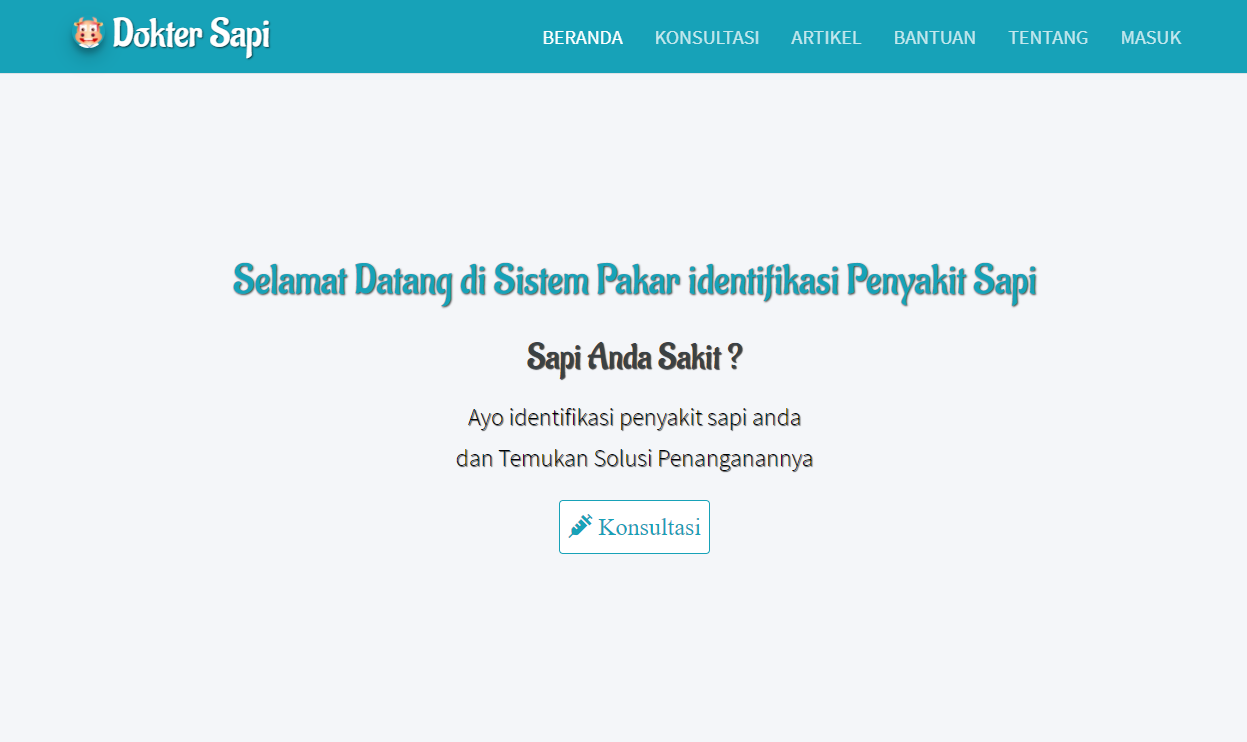 Dokter Sapi
BERANDA KONSULTASI ARTIKEL BANTUAN TENTANG MASUK
Selamat Datang di Sistem Pakar identifikasi Penyakit Sapi
Sapi Anda Sakit ?
Ayo identifikasi penyakit sapi anda
dan Temukan Solusi Penanganannya
Konsultasi